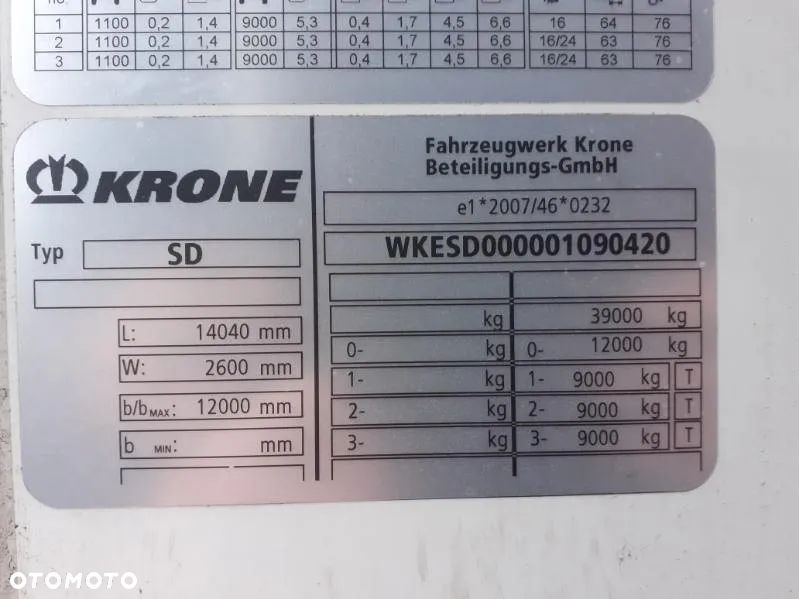 1 1100 0,2 1,4 9000 5,3 0,4 1,7 4,5 6,6 16 64 76
2 1100 0,2 1,4 9000 5,3 0,4 1,7 4,5 6,6 16/24 63 76
3 1100 0,2 1,4 9000 5,3 0,4 1,7 4,5 6,6 16/24 63 76
KRONE
Typ SD
L: 14040 mm
W: 2600 mm
b/b MAX: 12000 mm
b MIN: mm
Fahrzeugwerk Krone
Beteiligungs-GmbH
e1*2007/46*0232
WKESD000001090420
kg 39000 kg
0- kg 0- 12000 kg
1- kg 1- 9000 kg T
2- kg 2- 9000 kg T
3- kg 3- 9000 kg T
OTOMOTO